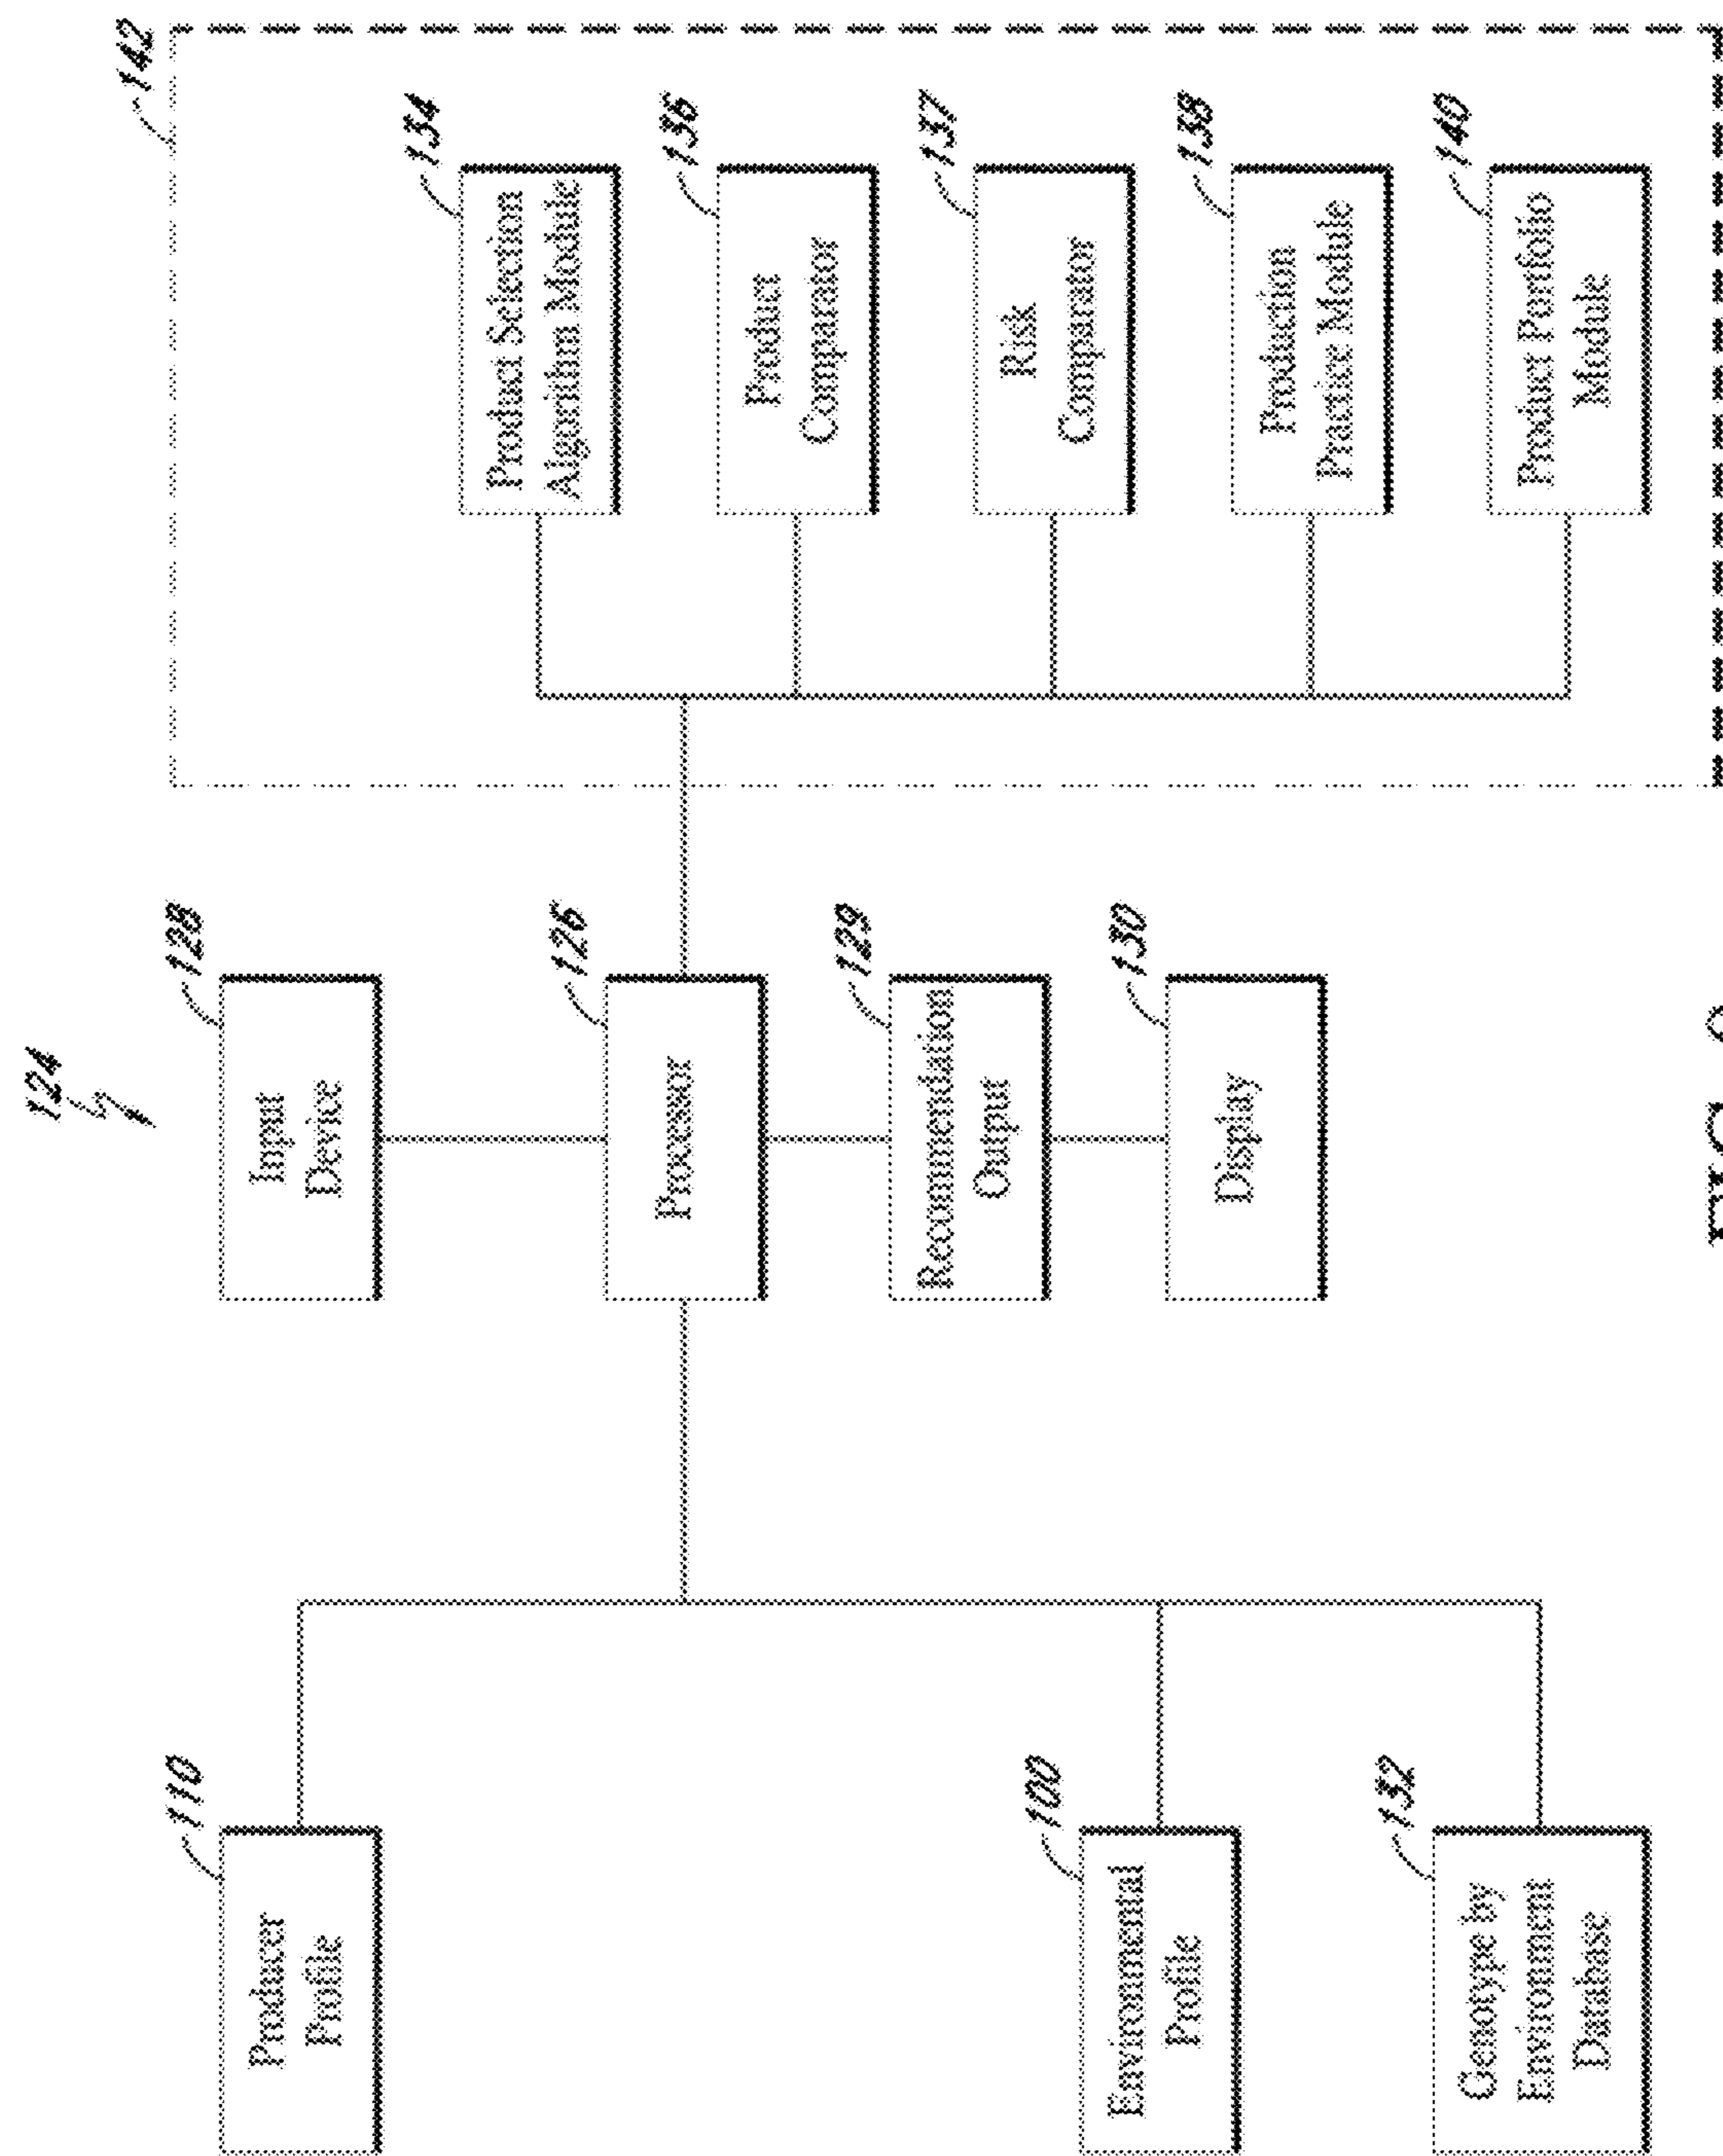 124
110
Producer
Profile
100
Environmental
Profile
132
Genotype by
Environment
Database
128
Input
Device
126
Processor
129
Recommendation
Output
130
Display
142
134
Product Selection
Algorithm Module
136
Product
Comparator
137
Risk
Comparator
138
Production
Practice Module
140
Product Portfolio
Module